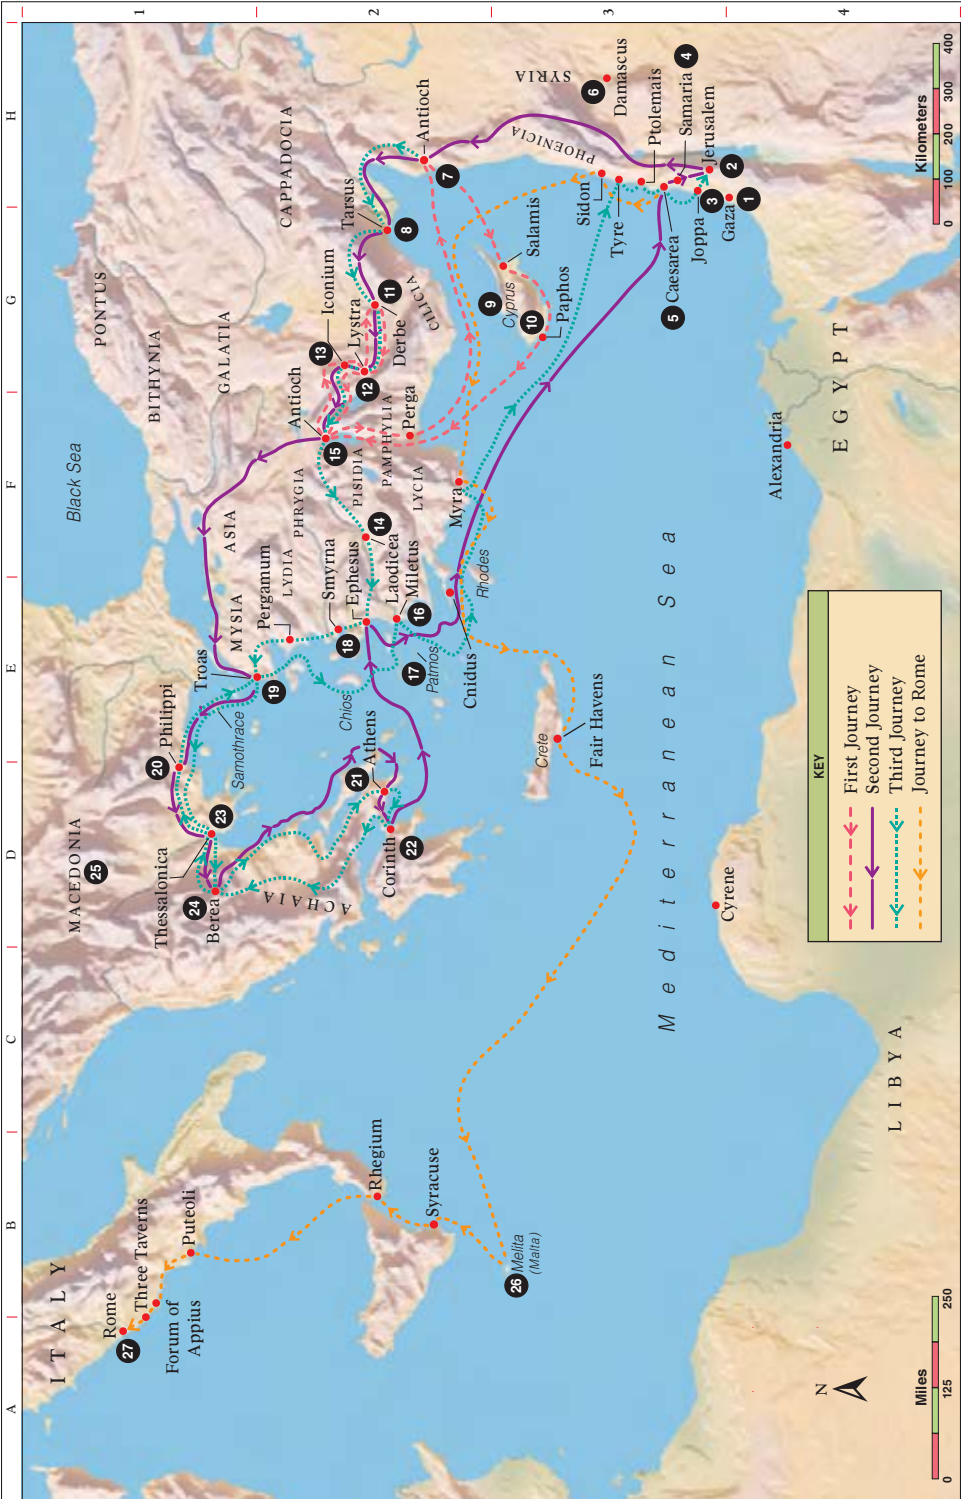 A
B
C
D
E
F
G
H
1
2
3
4
ITALY
Rome
27
Three Taverns
Forum of
Appius
Puteoli
Rhegium
Syracuse
26
Melita
(Malta)
MACEDONIA
25
Thessalonica
24
Berea
23
20
Philippi
Samothrace
ACHAIA
21
Athens
Corinth
22
Troas
19
MYSIA
Pergamum
LYDIA
Smyrna
18
Ephesus
Laodicea
Miletus
16
17
Patmos
Chios
Cnidus
Rhodes
Crete
Fair Havens
Black Sea
ASIA
PHRYGIA
14
PISIDIA
PAMPHYLIA
LYCIA
Myra
Perga
Antioch
15
BITHYNIA
PONTUS
GALATIA
CAPPADOCIA
13
Iconium
Lystra
12
Derbe
11
CILICIA
Tarsus
8
Antioch
7
9
Cyprus
10
Salamis
Paphos
SYRIA
6
Damascus
PHOENICIA
Sidon
Tyre
Ptolemais
Samaria
4
Jerusalem
2
5
Caesarea
Joppa
3
Gaza
1
Mediterranean Sea
Alexandria
EGYPT
Cyrene
LIBYA
KEY
First Journey
Second Journey
Third Journey
Journey to Rome
N
Miles
0 125 250
Kilometers
0 100 200 300 400